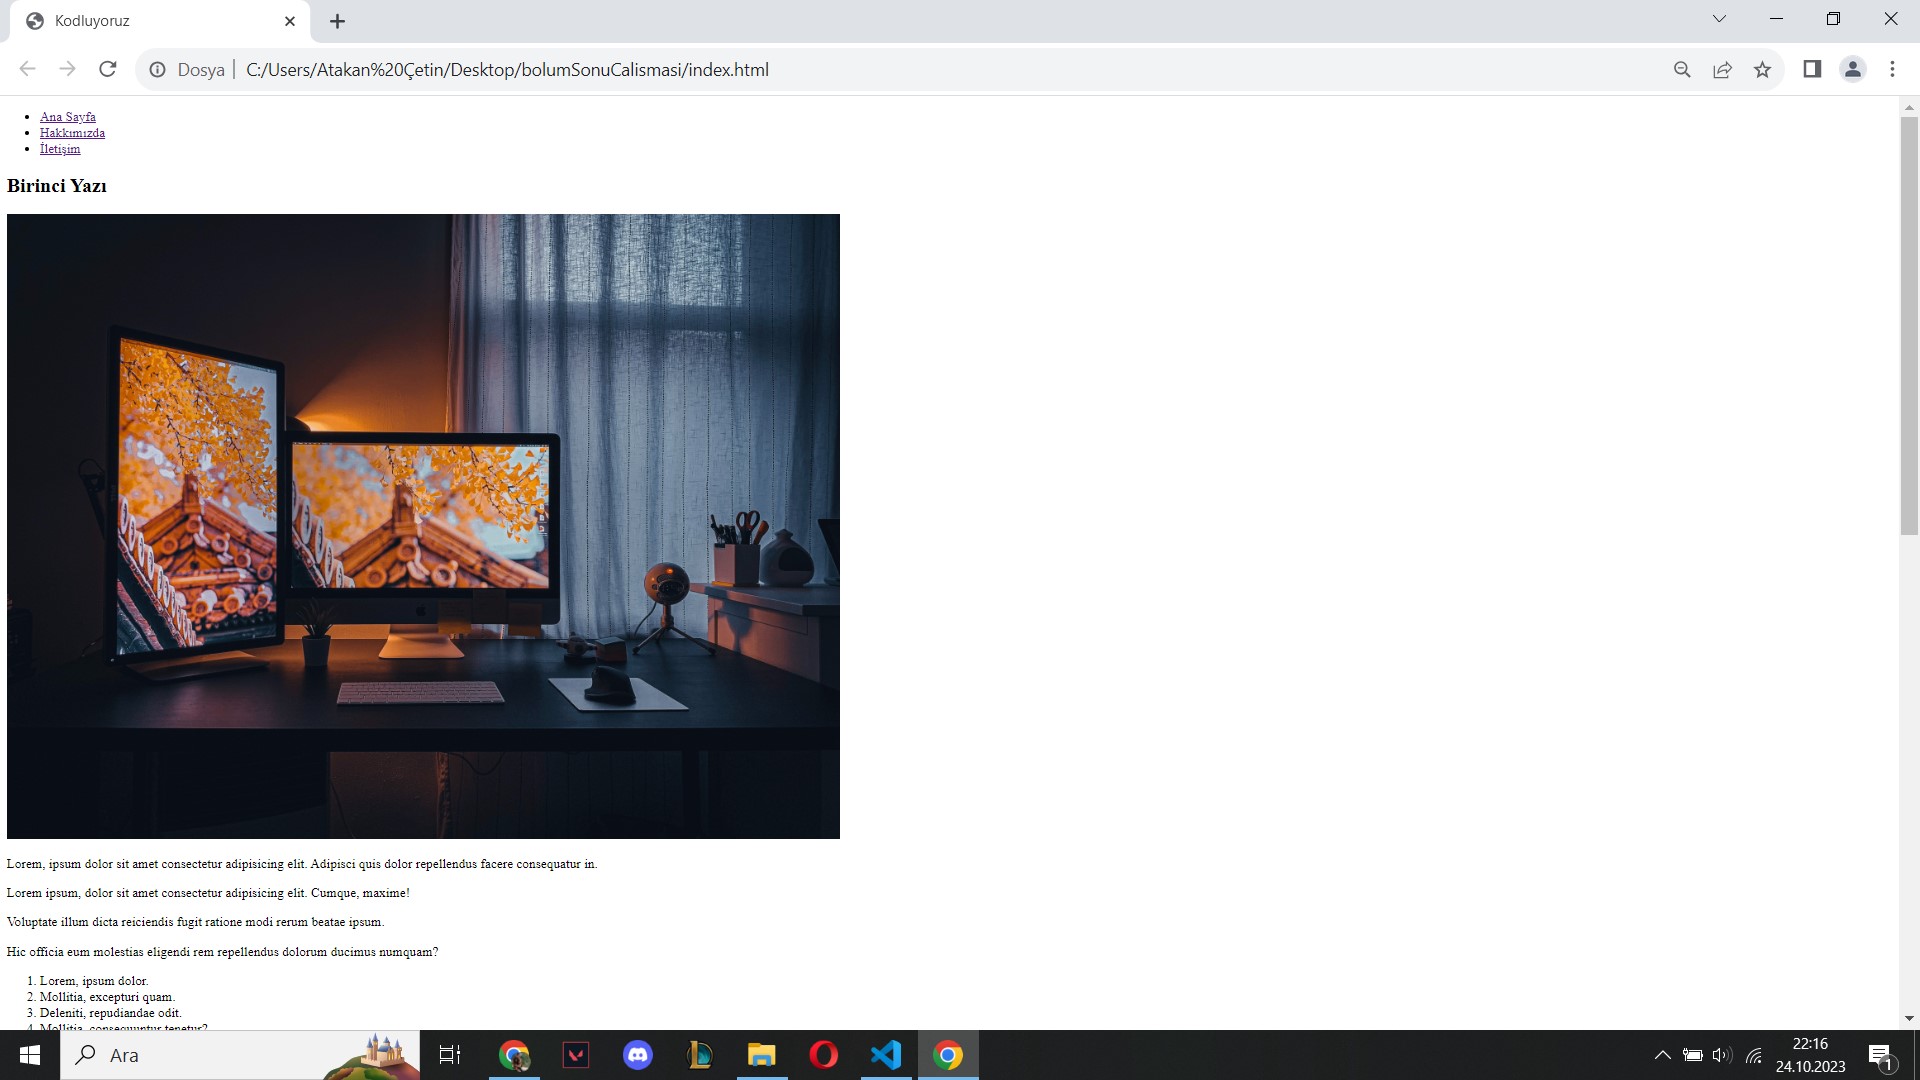 Kodluyoruz
Dosya | C:/Users/Atakan%20Çetin/Desktop/bolumSonuCalismasi/index.html
Ana Sayfa
Hakkımızda
İletişim
Birinci Yazı
Lorem, ipsum dolor sit amet consectetur adipisicing elit. Adipisci quis dolor repellendus facere consequatur in.
Lorem ipsum, dolor sit amet consectetur adipisicing elit. Cumque, maxime!
Voluptate illum dicta reiciendis fugit ratione modi rerum beatae ipsum.
Hic officia eum molestias eligendi rem repellendus dolorum ducimus numquam?
1. Lorem, ipsum dolor.
2. Mollitia, excepturi quam.
3. Deleniti, repudiandae odit.
4. Mollitia, consequuntur tenetur?
Ara
22:16
24.10.2023
1